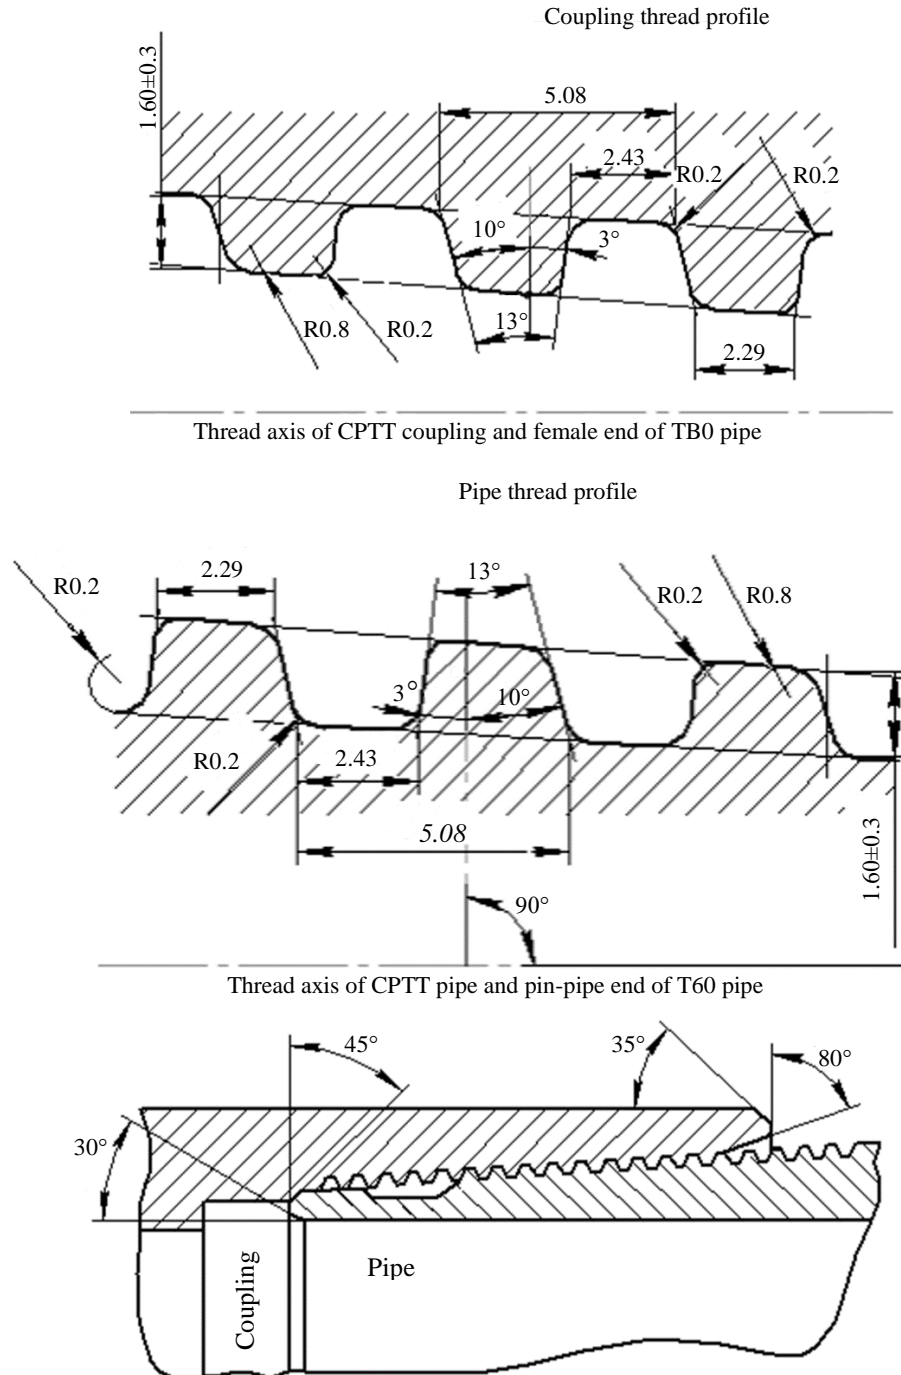 Coupling thread profile
1.60±0.3
5.08
2.43
R0.2
R0.2
10°
3°
R0.8
R0.2
13°
2.29
Thread axis of CPTT coupling and female end of TB0 pipe
Pipe thread profile
R0.2
2.29
13°
R0.2
R0.8
3°
10°
R0.2
2.43
5.08
1.60±0.3
90°
Thread axis of CPTT pipe and pin-pipe end of T60 pipe
45°
35°
80°
30°
Coupling
Pipe